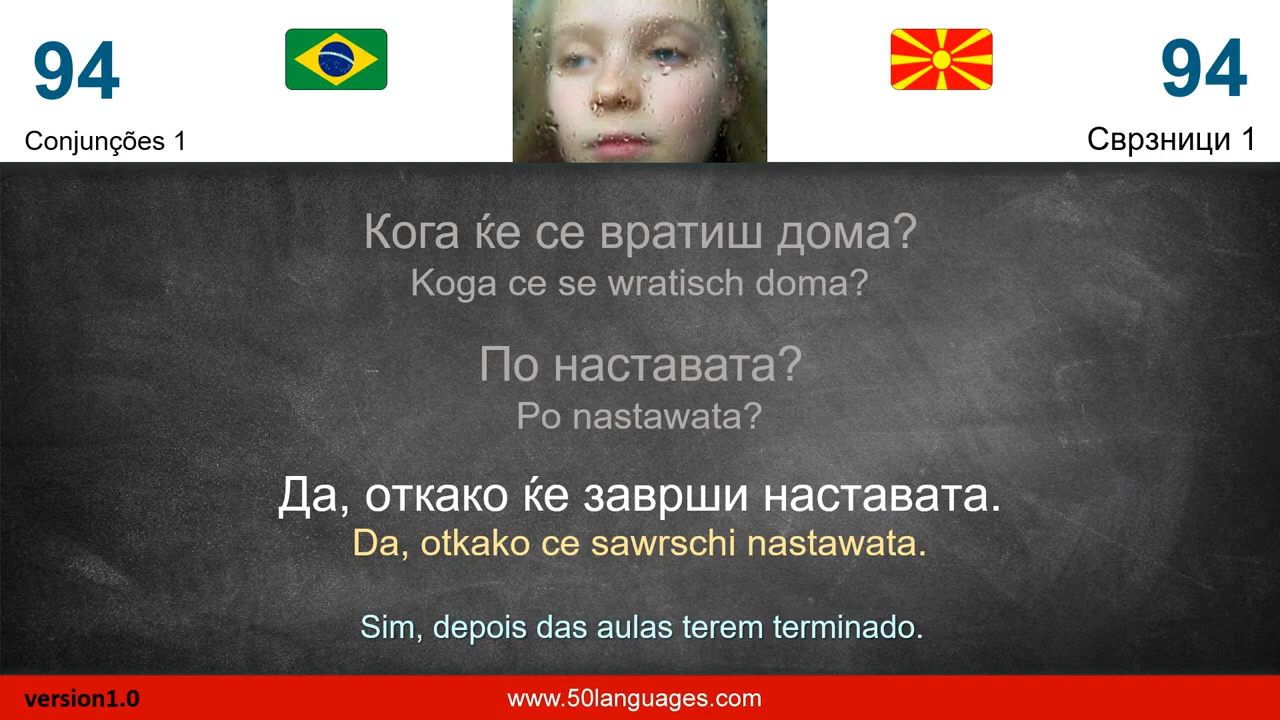 94
94
Conjunções 1
Сврзници 1
Кога ќе се вратиш дома?
Koga ce se wratisch doma?
По наставата?
Po nastawata?
Да, откако ќе заврши наставата.
Da, otkako ce sawrschi nastawata.
Sim, depois das aulas terem terminado.
version1.0
www.50languages.com